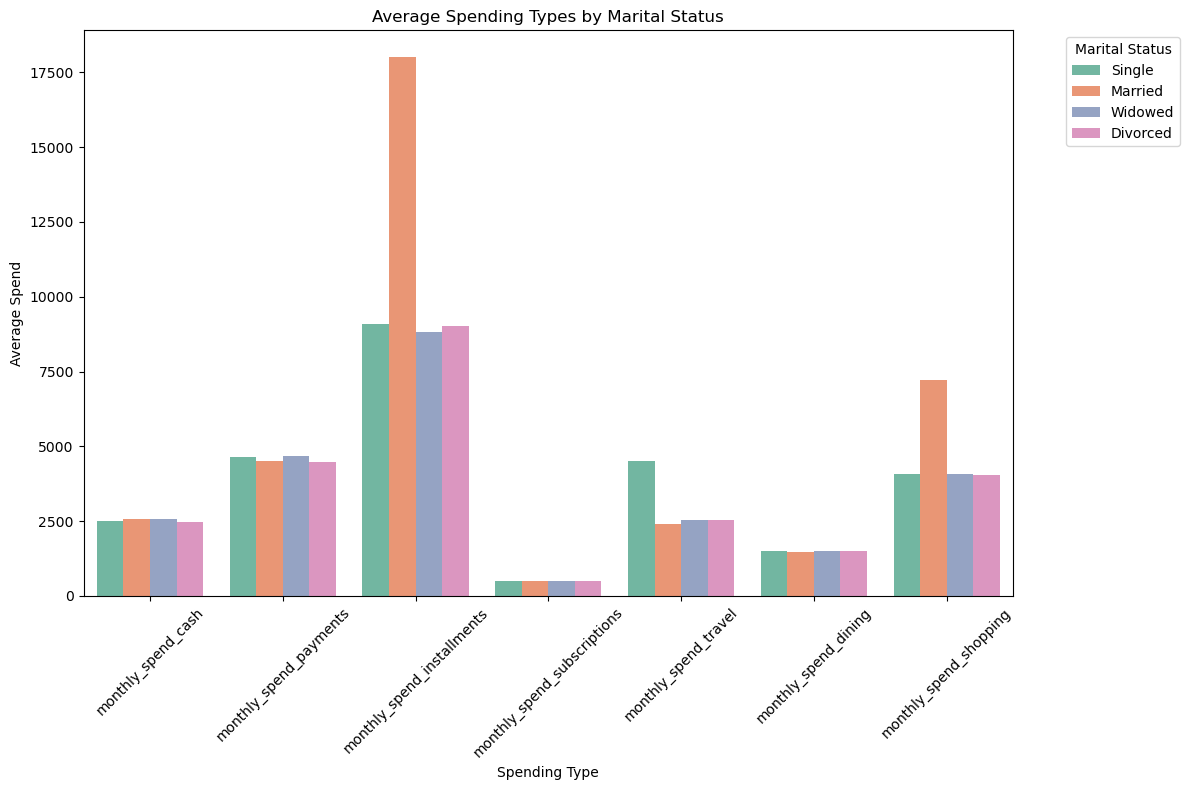 Average Spending Types by Marital Status
Marital Status
Single
Married
Widowed
Divorced
Average Spend
17500
15000
12500
10000
7500
5000
2500
0
monthly_spend_cash
monthly_spend_payments
monthly_spend_installments
monthly_spend_subscriptions
monthly_spend_travel
monthly_spend_dining
monthly_spend_shopping
Spending Type